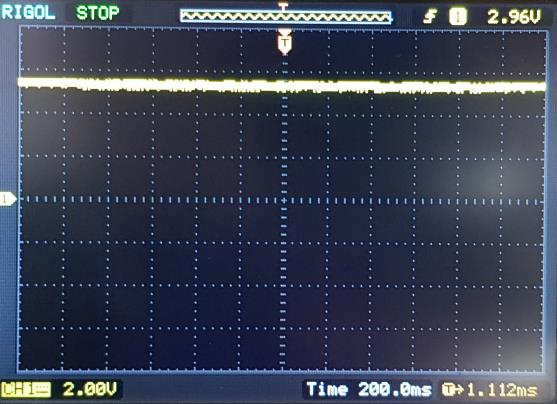 RIGOL STOP T 1 2.96V
T
1
CH1 2.00V Time 200.0ms T→1.112ms